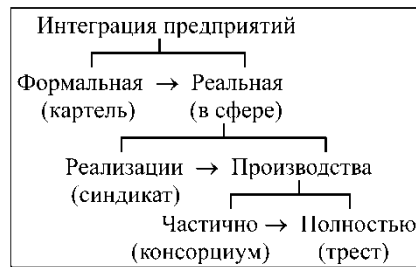 Интеграция предприятий
Формальная → Реальная
(картель) (в сфере)
Реализации → Производства
(синдикат)
Частично → Полностью
(консорциум) (трест)